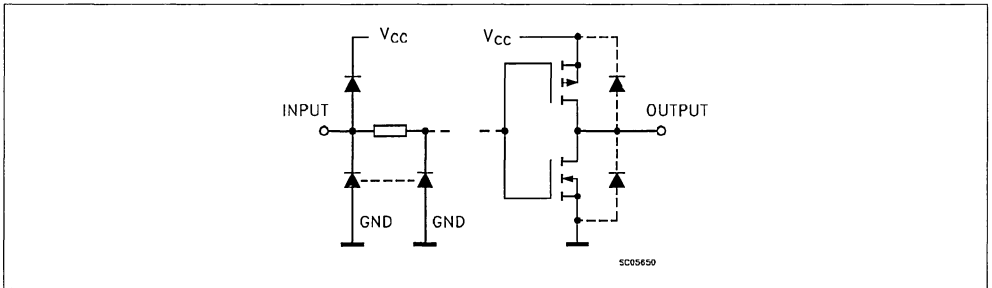 VCC
VCC
INPUT
OUTPUT
GND
GND
SC05650